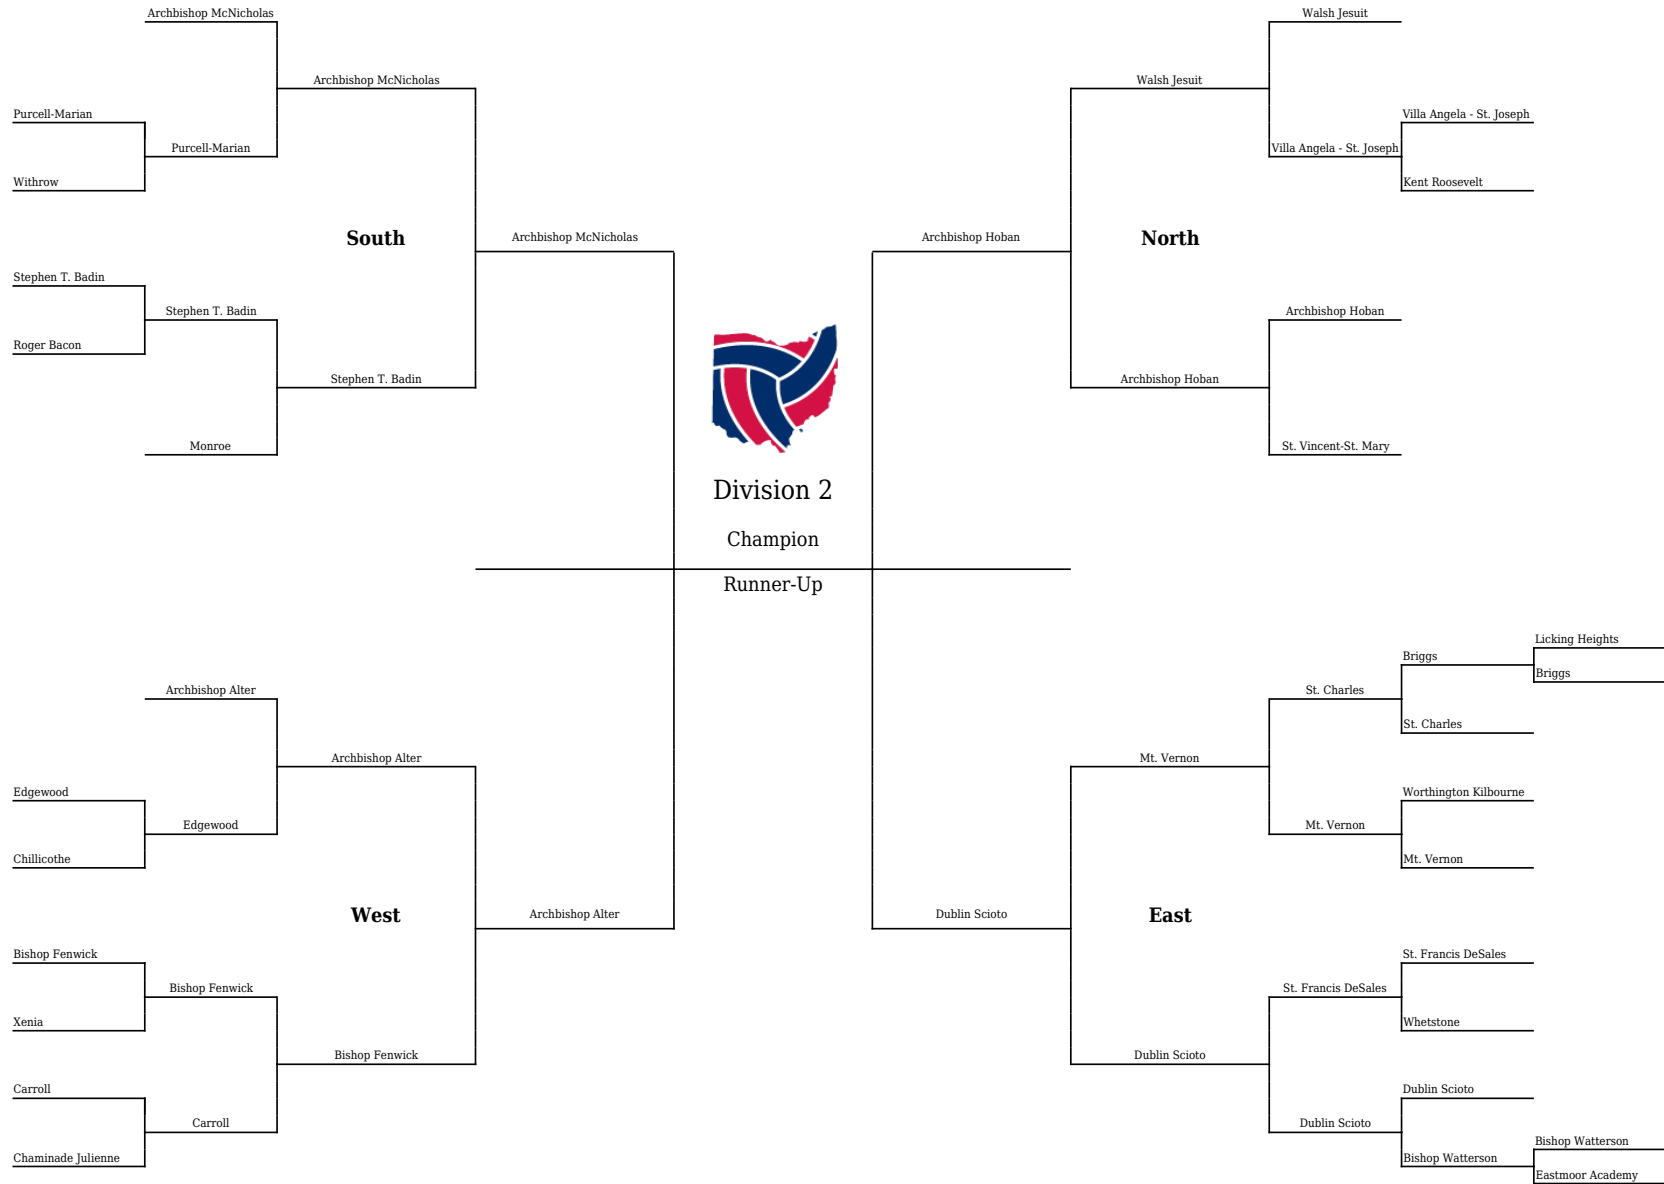 Archbishop McNicholas
Walsh Jesuit
Archbishop McNicholas
Walsh Jesuit
Purcell-Marian
Villa Angela - St. Joseph
Purcell-Marian
Villa Angela - St. Joseph
Withrow
Kent Roosevelt
South
Archbishop McNicholas
Archbishop Hoban
North
Stephen T. Badin
Stephen T. Badin
Archbishop Hoban
Roger Bacon
Stephen T. Badin
Archbishop Hoban
Monroe
St. Vincent-St. Mary
Division 2
Champion
Runner-Up
Licking Heights
Briggs
Briggs
Archbishop Alter
St. Charles
St. Charles
Archbishop Alter
Mt. Vernon
Edgewood
Worthington Kilbourne
Edgewood
Mt. Vernon
Chillicothe
Mt. Vernon
West
Archbishop Alter
Dublin Scioto
East
Bishop Fenwick
St. Francis DeSales
Bishop Fenwick
St. Francis DeSales
Xenia
Whetstone
Bishop Fenwick
Dublin Scioto
Carroll
Dublin Scioto
Carroll
Dublin Scioto
Bishop Watterson
Chaminade Julienne
Bishop Watterson
Eastmoor Academy